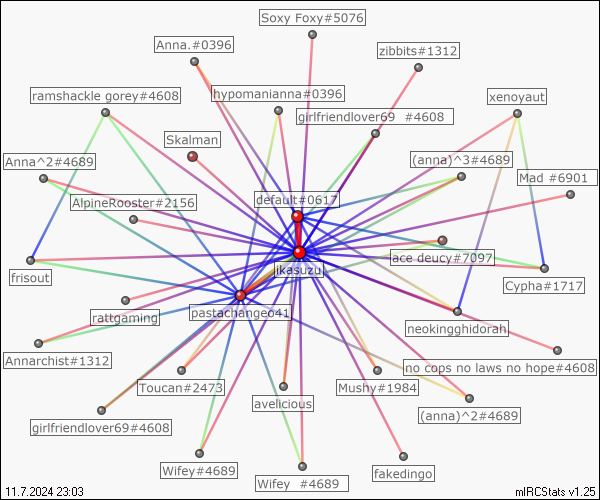 Soxy Foxy#5076
Anna.#0396
zibbits#1312
ramshackle gorey#4608
hypomanianna#0396
xenoyaut
girlfriendlover69 #4608
Skalman
Anna^2#4689
(anna)^3#4689
Mad #6901
AlpineRooster#2156
default#0617
ace deucy#7097
frisout
jkasuzu
Cypha#1717
rattgaming
pastachangeo41
neokingghidorah
Annarchist#1312
no cops no laws no hope#4608
Toucan#2473
Mushy#1984
avelicious
(anna)^2#4689
girlfriendlover69#4608
Wifey#4689
fakedingo
Wifey #4689
11.7.2024 23:03
mIRCStats v1.25